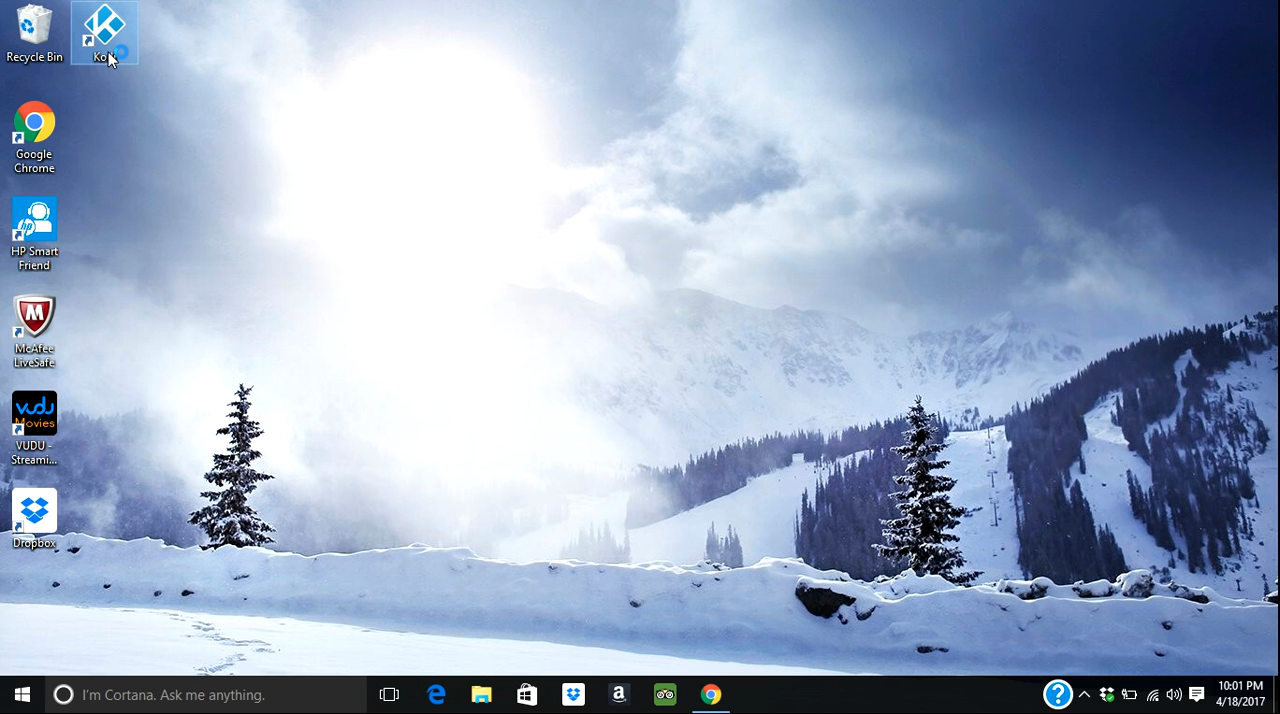 Recycle Bin
Google
Chrome
HP Smart
Friend
McAfee
LiveSafe
vudu
Movies
VUDU -
Streami...
Dropbox
I'm Cortana. Ask me anything.
10:01 PM
4/18/2017